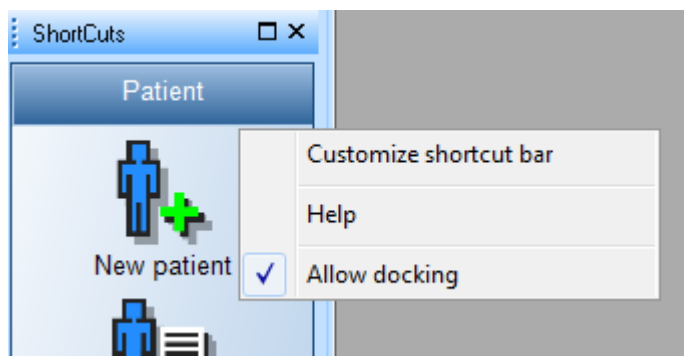 ShortCuts
Patient
New patient
Customize shortcut bar
Help
Allow docking